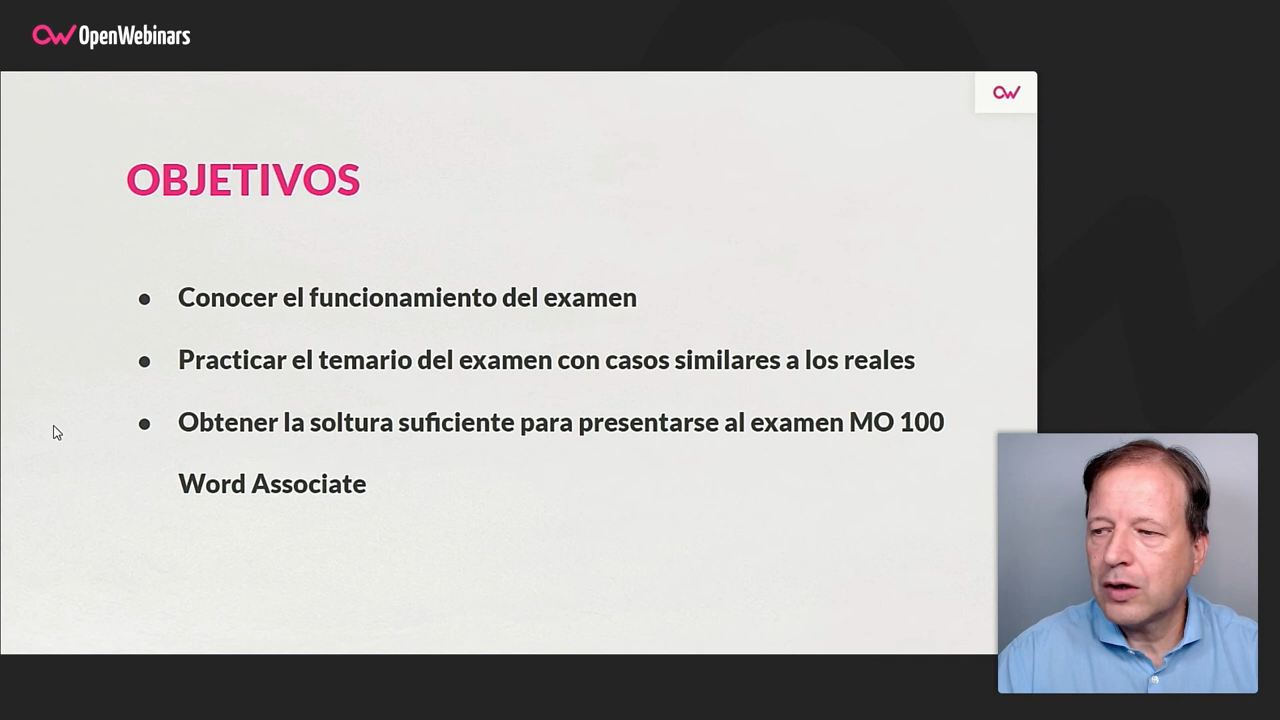 OpenWebinars
OBJETIVOS
● Conocer el funcionamiento del examen
● Practicar el temario del examen con casos similares a los reales
● Obtener la soltura suficiente para presentarse al examen MO 100
Word Associate